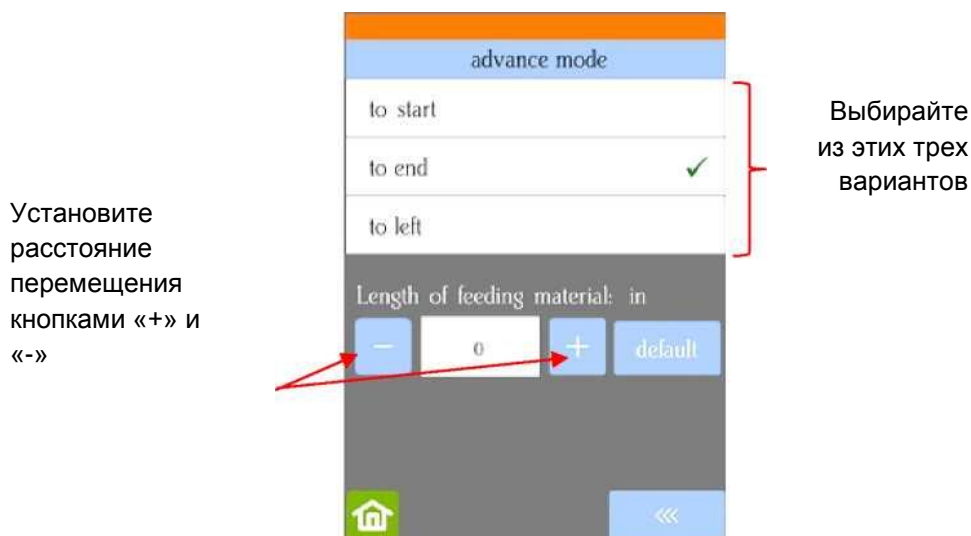 advance mode
to start
to end
to left
Выбирайте
из этих трех
вариантов
Установите
расстояние
перемещения
кнопками «+» и
«-»
Length of feeding material: in
− 0 + default
<<<